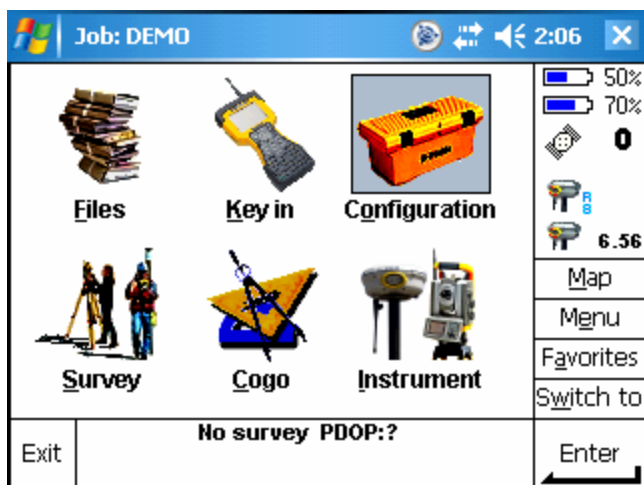 Job: DEMO
2:06
50%
70%
0
R
8
6.56
Files
Key in
Configuration
Survey
Cogo
Instrument
Map
Menu
Favorites
Switch to
Exit
No survey PDOP:?
Enter